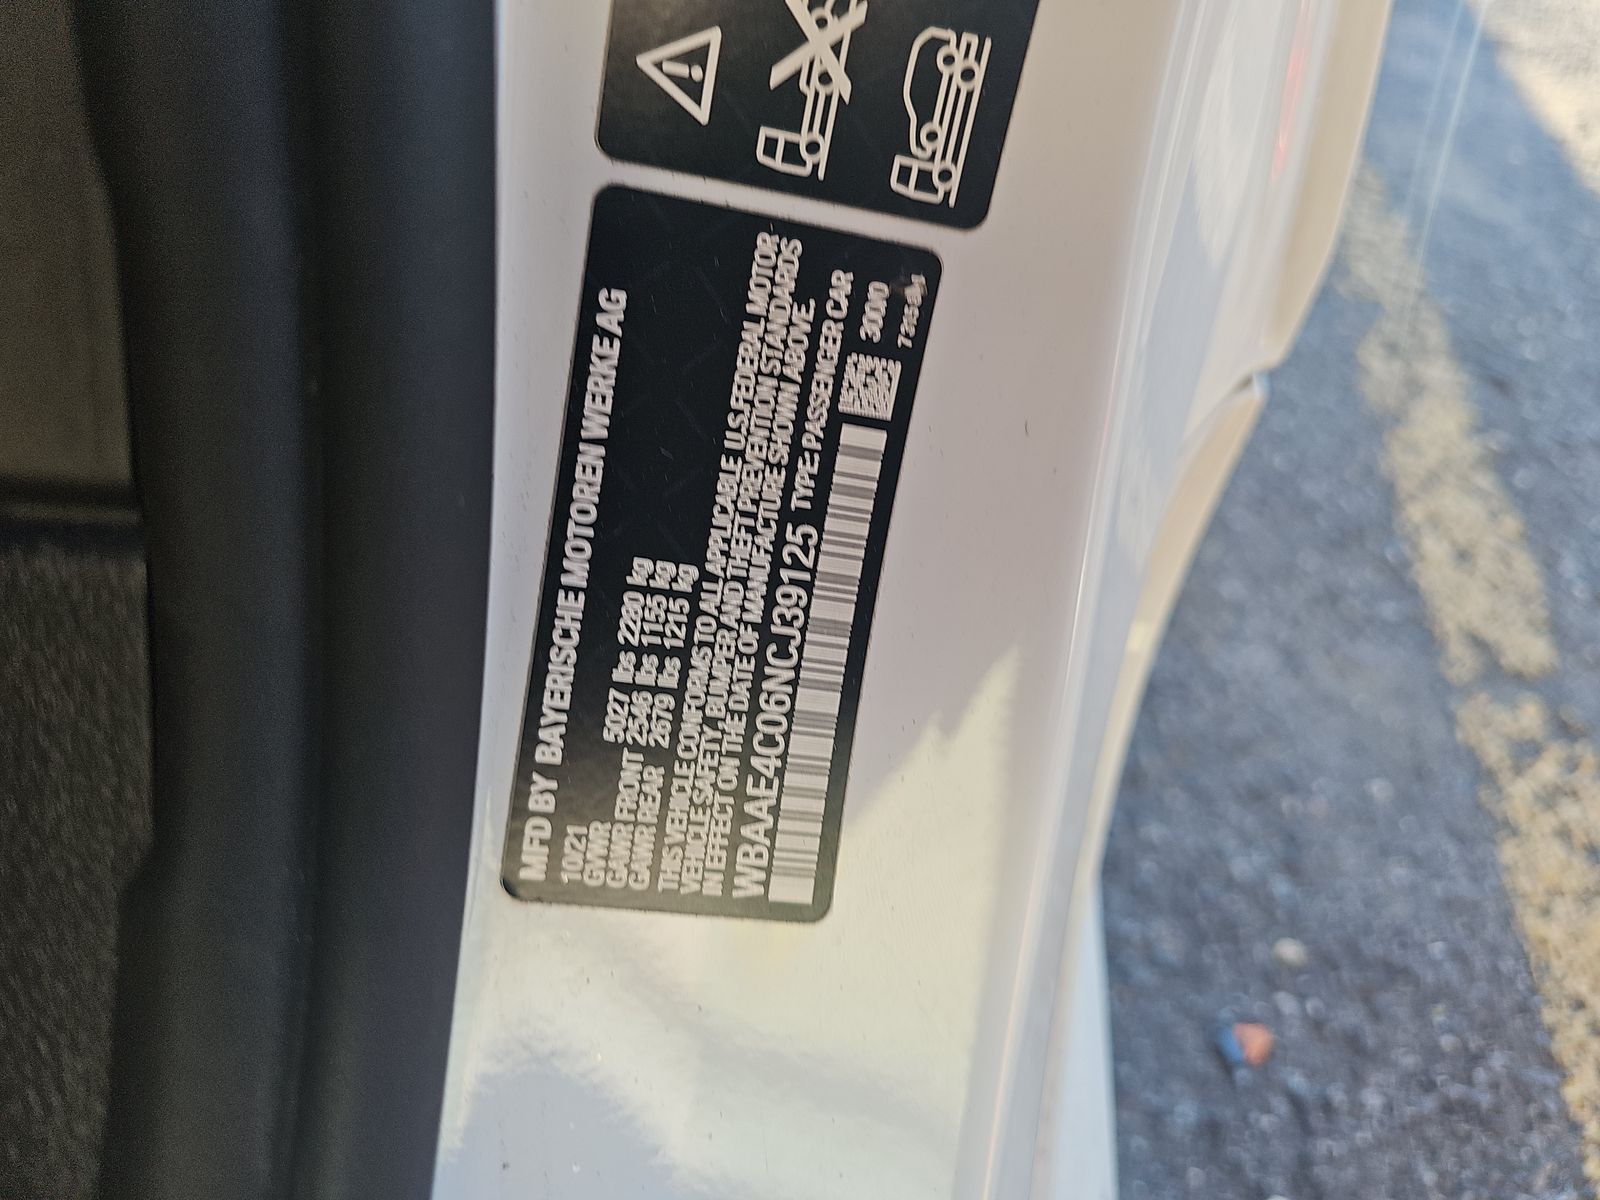 MFD BY BAYERISCHE MOTOREN WERKE AG
10/21
GVWR 5027 lbs 2280 kg
GAWR FRONT 2546 lbs 1155 kg
GAWR REAR 2679 lbs 1215 kg
THIS VEHICLE CONFORMS TO ALL APPLICABLE U.S. FEDERAL MOTOR
VEHICLE SAFETY, BUMPER AND THEFT PREVENTION STANDARDS
IN EFFECT ON THE DATE OF MANUFACTURE SHOWN ABOVE.
WBAAE4C06NCJ39125 TYPE: PASSENGER CAR
30000